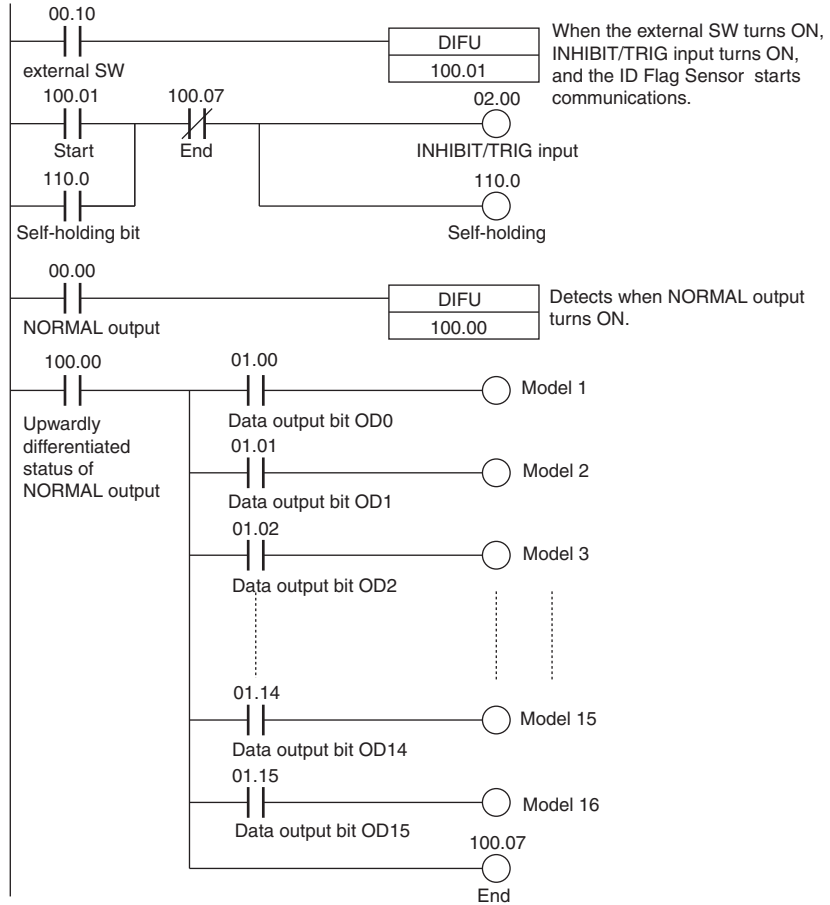 00.10
DIFU
100.01
When the external SW turns ON,
INHIBIT/TRIG input turns ON,
and the ID Flag Sensor starts
communications.
external SW
100.01
100.07
02.00
Start
End
INHIBIT/TRIG input
110.0
110.0
Self-holding bit
Self-holding
00.00
DIFU
100.00
Detects when NORMAL output
turns ON.
NORMAL output
100.00
01.00
Model 1
Upwardly
differentiated
status of
NORMAL output
Data output bit OD0
01.01
Model 2
Data output bit OD1
01.02
Model 3
Data output bit OD2
01.14
Model 15
Data output bit OD14
01.15
Model 16
Data output bit OD15
100.07
End